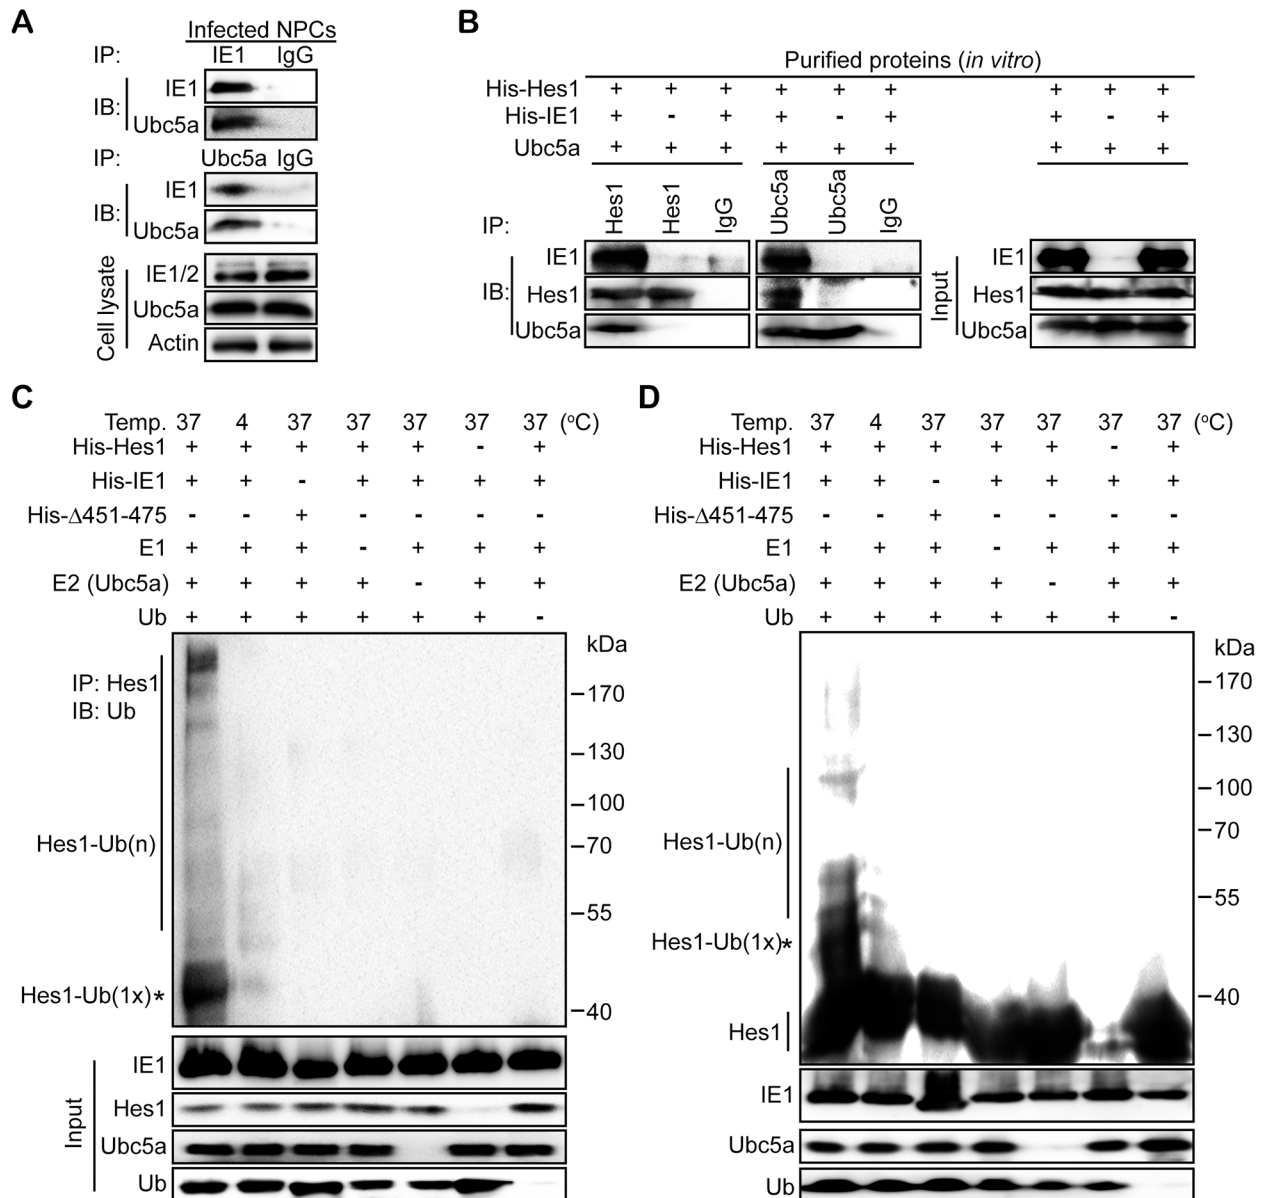 A
Infected NPCs
IP: IE1 IgG
IB: IE1
Ubc5a
IP: Ubc5a IgG
IB: IE1
Ubc5a
Cell lysate
IE1/2
Ubc5a
Actin
B
Purified proteins (in vitro)
His-Hes1 + + + + + + + + +
His-IE1 + - + + - + + - +
Ubc5a + + + + + + + + +
IP: Hes1 Hes1 IgG Ubc5a Ubc5a IgG
IB: IE1
Hes1
Ubc5a
Input
IE1
Hes1
Ubc5a
C
Temp. 37 4 37 37 37 37 37 (°C)
His-Hes1 + + + + + - +
His-IE1 + + - + + + +
His-Δ451-475 - - + - - - -
E1 + + + - + + +
E2 (Ubc5a) + + + + - + +
Ub + + + + + + -
kDa
IP: Hes1
IB: Ub
170
130
100
Hes1-Ub(n)
70
55
Hes1-Ub(1x)*
40
Input
IE1
Hes1
Ubc5a
Ub
D
Temp. 37 4 37 37 37 37 37 (°C)
His-Hes1 + + + + + - +
His-IE1 + + - + + + +
His-Δ451-475 - - + - - - -
E1 + + + - + + +
E2 (Ubc5a) + + + + - + +
Ub + + + + + + -
kDa
170
130
100
70
Hes1-Ub(n)
55
Hes1-Ub(1x)*
40
Hes1
IE1
Ubc5a
Ub